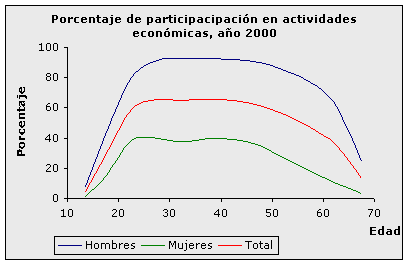 Porcentaje de participacipación en actividades
económicas, año 2000
Porcentaje
100
80
60
40
20
0
10 20 30 40 50 60 70
Edad
Hombres Mujeres Total